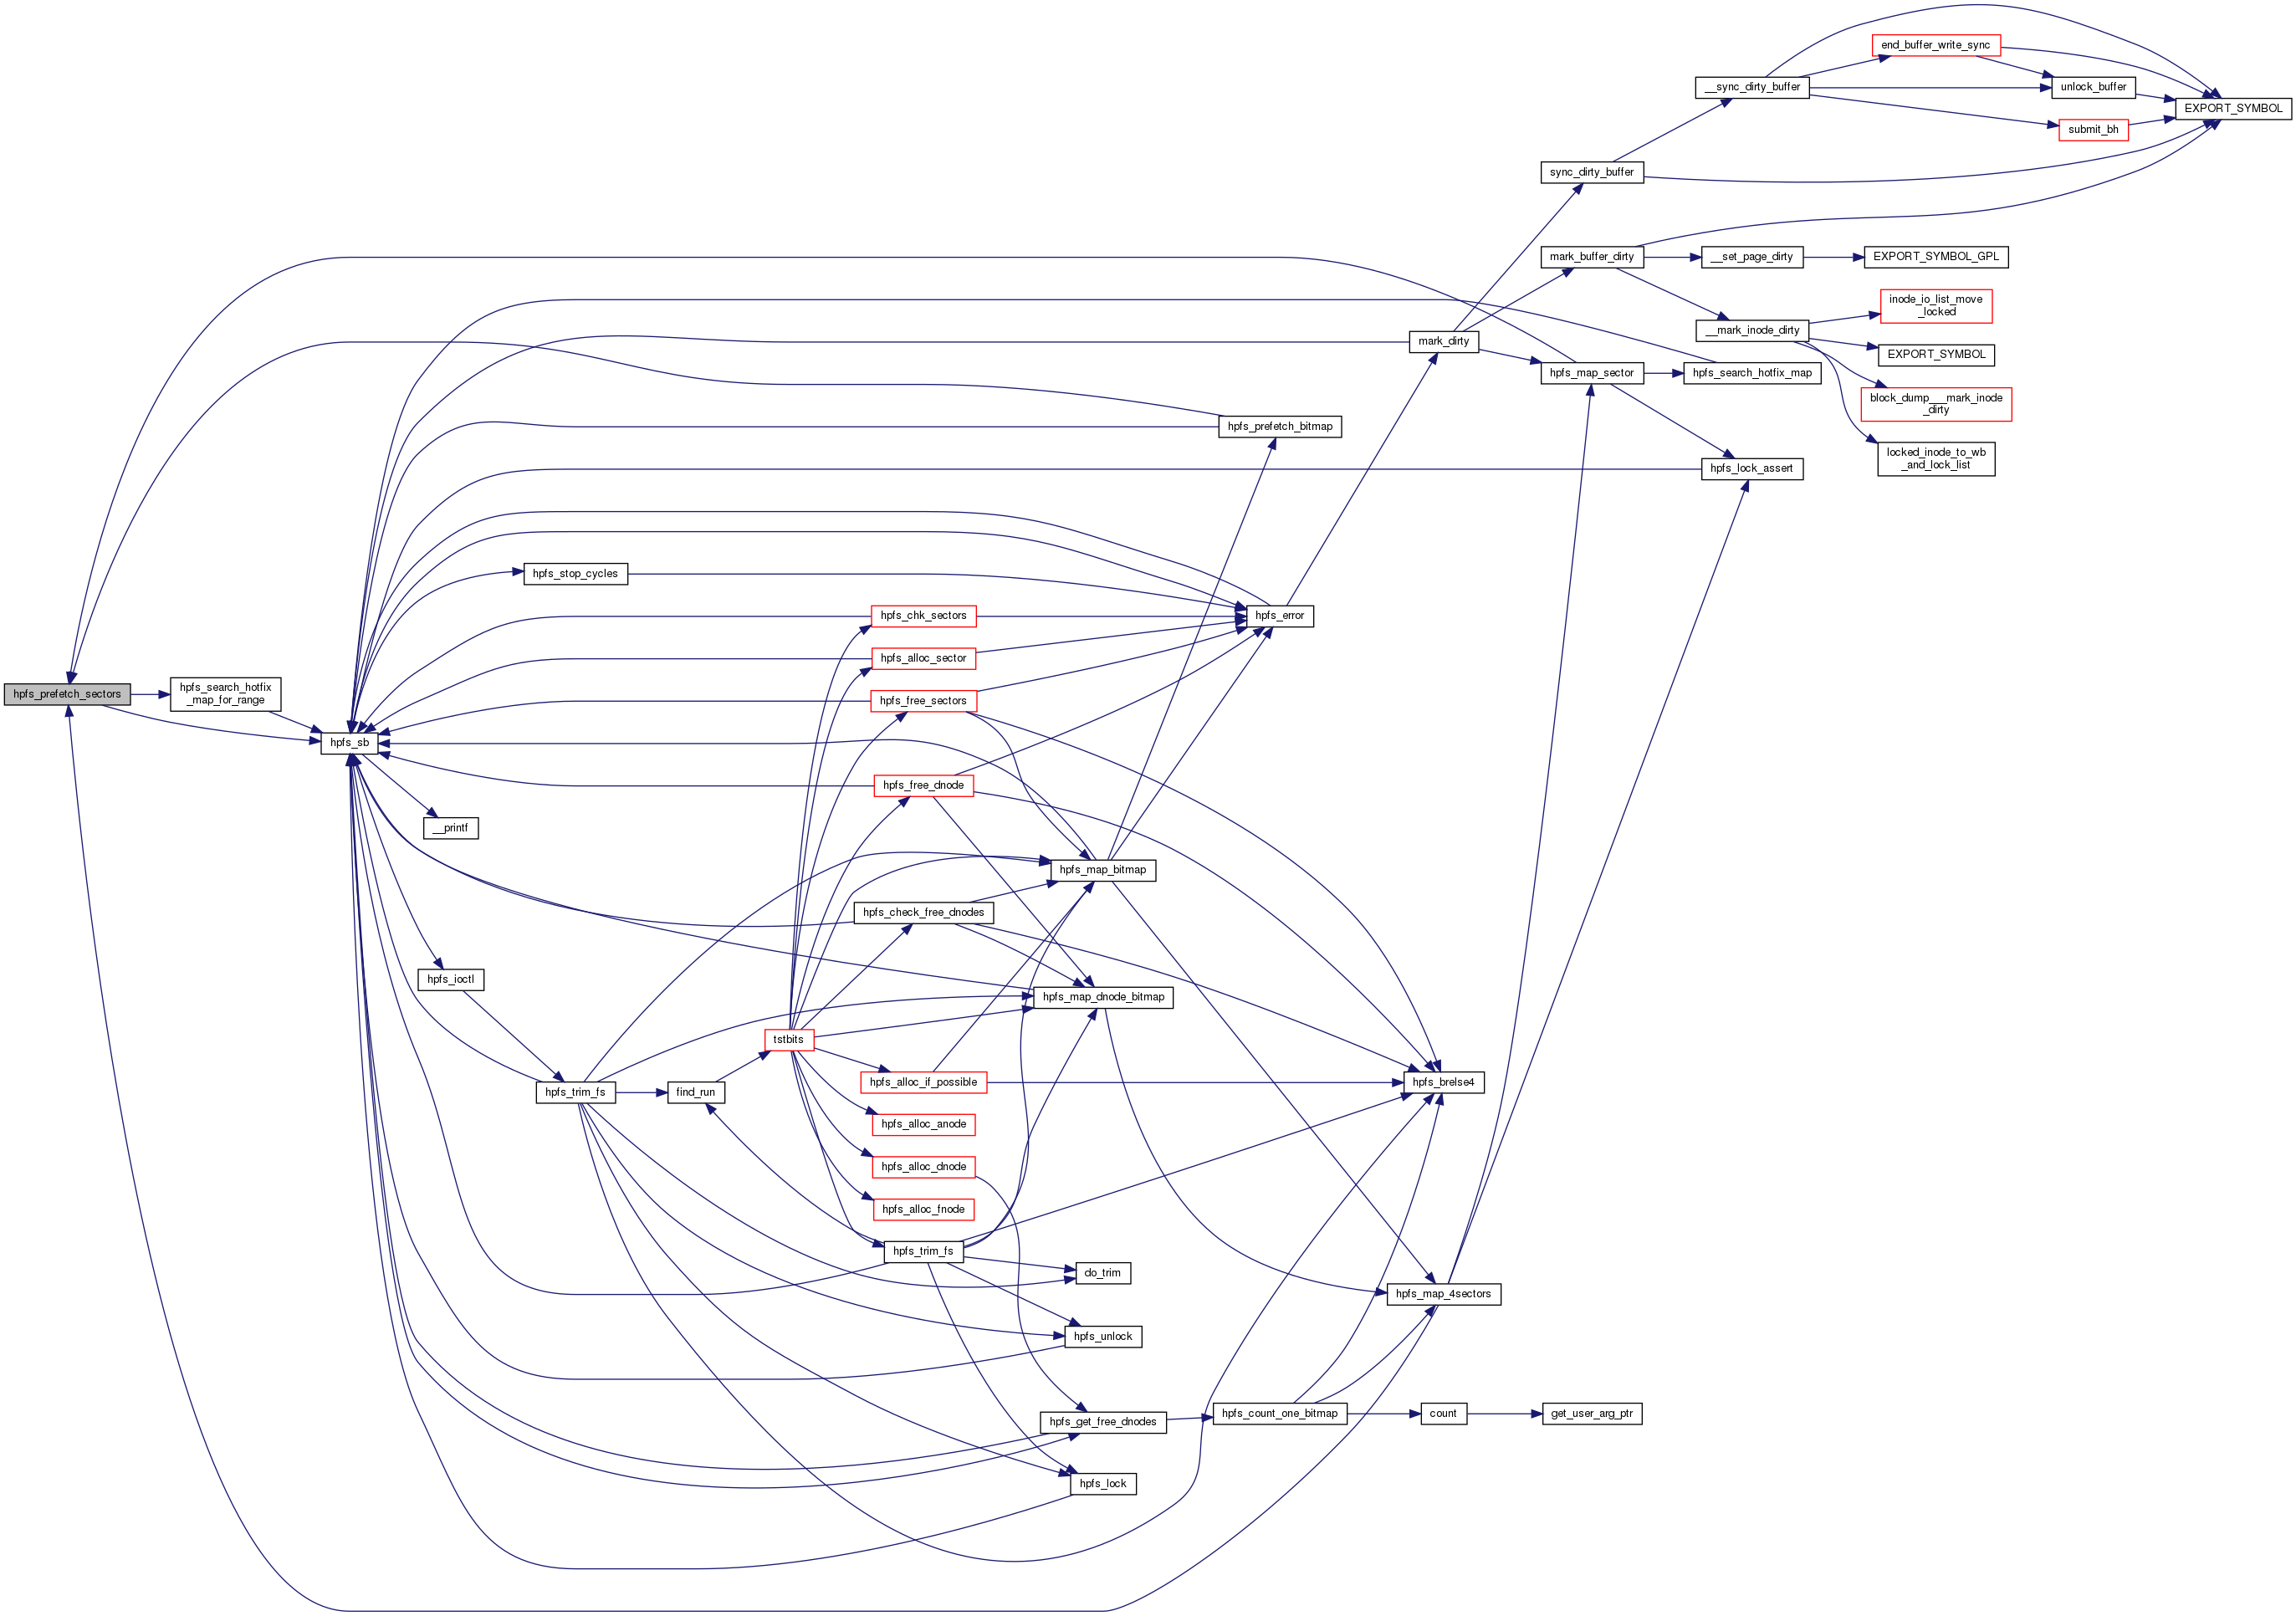 end_buffer_write_sync
__sync_dirty_buffer
unlock_buffer
EXPORT_SYMBOL
submit_bh
sync_dirty_buffer
mark_buffer_dirty
__set_page_dirty
EXPORT_SYMBOL_GPL
inode_io_list_move
_locked
__mark_inode_dirty
mark_dirty
EXPORT_SYMBOL
hpfs_map_sector
hpfs_search_hotfix_map
block_dump___mark_inode
_dirty
hpfs_prefetch_bitmap
locked_inode_to_wb
_and_lock_list
hpfs_lock_assert
hpfs_stop_cycles
hpfs_chk_sectors
hpfs_error
hpfs_alloc_sector
hpfs_prefetch_sectors
hpfs_search_hotfix
_map_for_range
hpfs_free_sectors
hpfs_sb
hpfs_free_dnode
__printf
hpfs_map_bitmap
hpfs_check_free_dnodes
hpfs_ioctl
hpfs_map_dnode_bitmap
tstbits
hpfs_trim_fs
find_run
hpfs_alloc_if_possible
hpfs_brelse4
hpfs_alloc_anode
hpfs_alloc_dnode
hpfs_alloc_fnode
hpfs_trim_fs
do_trim
hpfs_map_4sectors
hpfs_unlock
hpfs_get_free_dnodes
hpfs_count_one_bitmap
count
get_user_arg_ptr
hpfs_lock